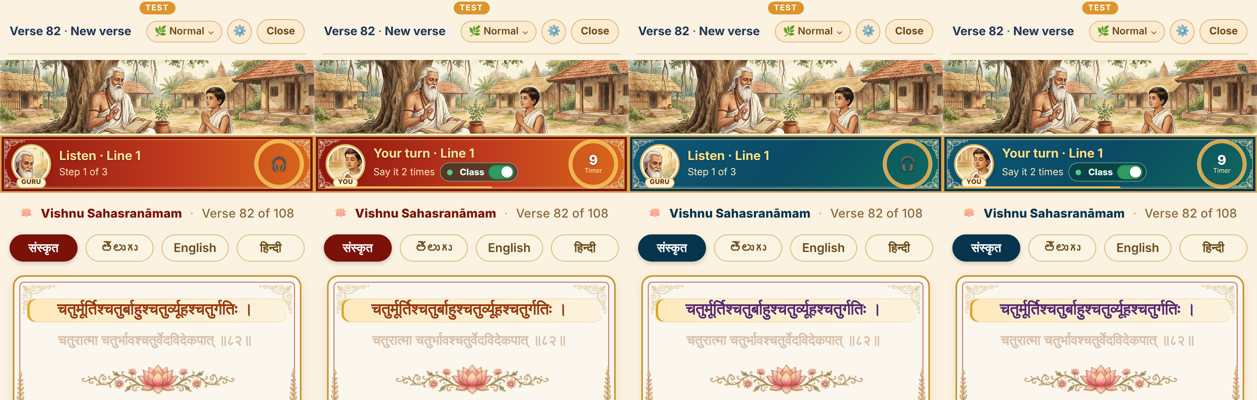 TEST
Verse 82 · New verse
Normal
Close
GURU
Listen · Line 1
Step 1 of 3
Vishnu Sahasranāmam · Verse 82 of 108
संस्कृत
తెలుగు
English
हिन्दी
चतुर्मूर्तिश्चतुर्बाहुश्चतुर्व्यूहश्चतुर्गतिः ।
चतुरात्मा चतुर्भावश्चतुर्वेदविदेकपात् ॥८२॥
TEST
Verse 82 · New verse
Normal
Close
YOU
Your turn · Line 1
Say it 2 times
Class
9
Timer
Vishnu Sahasranāmam · Verse 82 of 108
संस्कृत
తెలుగు
English
हिन्दी
चतुर्मूर्तिश्चतुर्बाहुश्चतुर्व्यूहश्चतुर्गतिः ।
चतुरात्मा चतुर्भावश्चतुर्वेदविदेकपात् ॥८२॥
TEST
Verse 82 · New verse
Normal
Close
GURU
Listen · Line 1
Step 1 of 3
Vishnu Sahasranāmam · Verse 82 of 108
संस्कृत
తెలుగు
English
हिन्दी
चतुर्मूर्तिश्चतुर्बाहुश्चतुर्व्यूहश्चतुर्गतिः ।
चतुरात्मा चतुर्भावश्चतुर्वेदविदेकपात् ॥८२॥
TEST
Verse 82 · New verse
Normal
Close
YOU
Your turn · Line 1
Say it 2 times
Class
9
Timer
Vishnu Sahasranāmam · Verse 82 of 108
संस्कृत
తెలుగు
English
हिन्दी
चतुर्मूर्तिश्चतुर्बाहुश्चतुर्व्यूहश्चतुर्गतिः ।
चतुरात्मा चतुर्भावश्चतुर्वेदविदेकपात् ॥८२॥